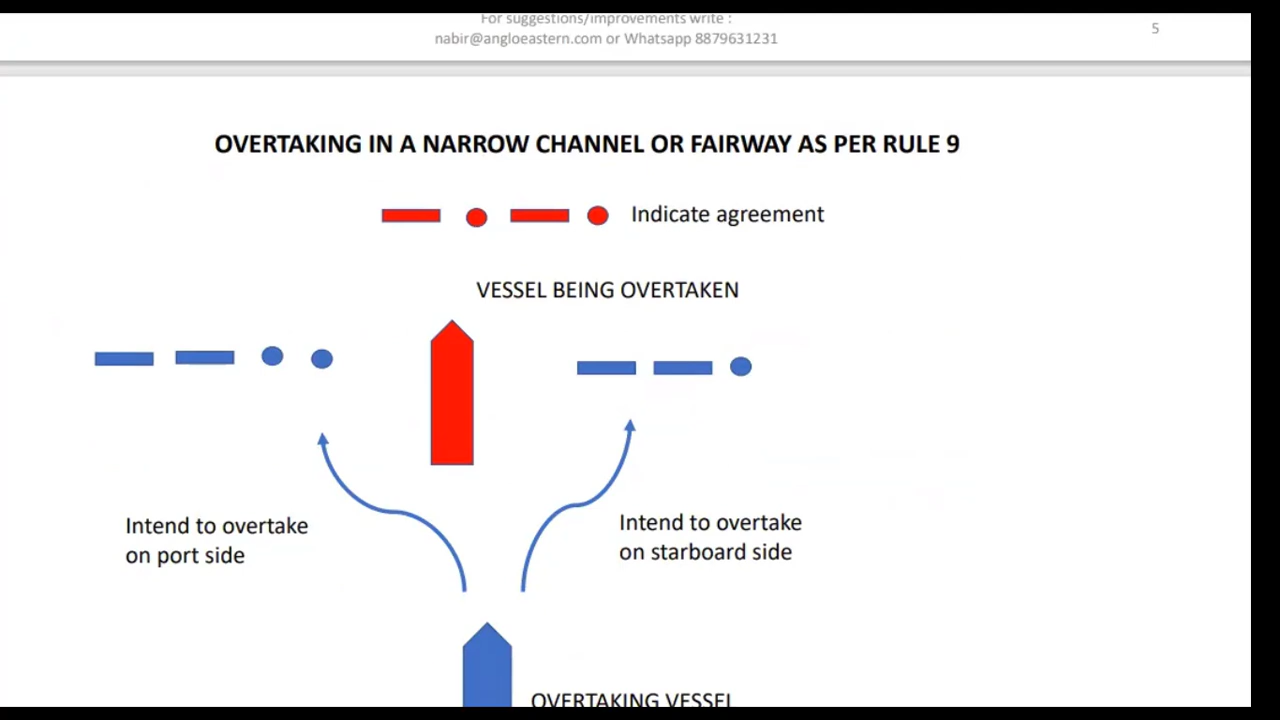 For suggestions/improvements write :
nabir@angloeastern.com or Whatsapp 8879631231
5
OVERTAKING IN A NARROW CHANNEL OR FAIRWAY AS PER RULE 9
Indicate agreement
VESSEL BEING OVERTAKEN
Intend to overtake
on port side
Intend to overtake
on starboard side
OVERTAKING VESSEL